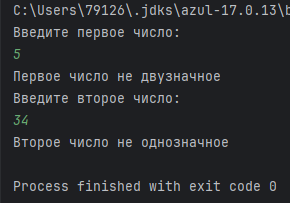 C:\Users\79126\.jdks\azul-17.0.13\b
Введите первое число:
5
Первое число не двузначное
Введите второе число:
34
Второе число не однозначное
Process finished with exit code 0